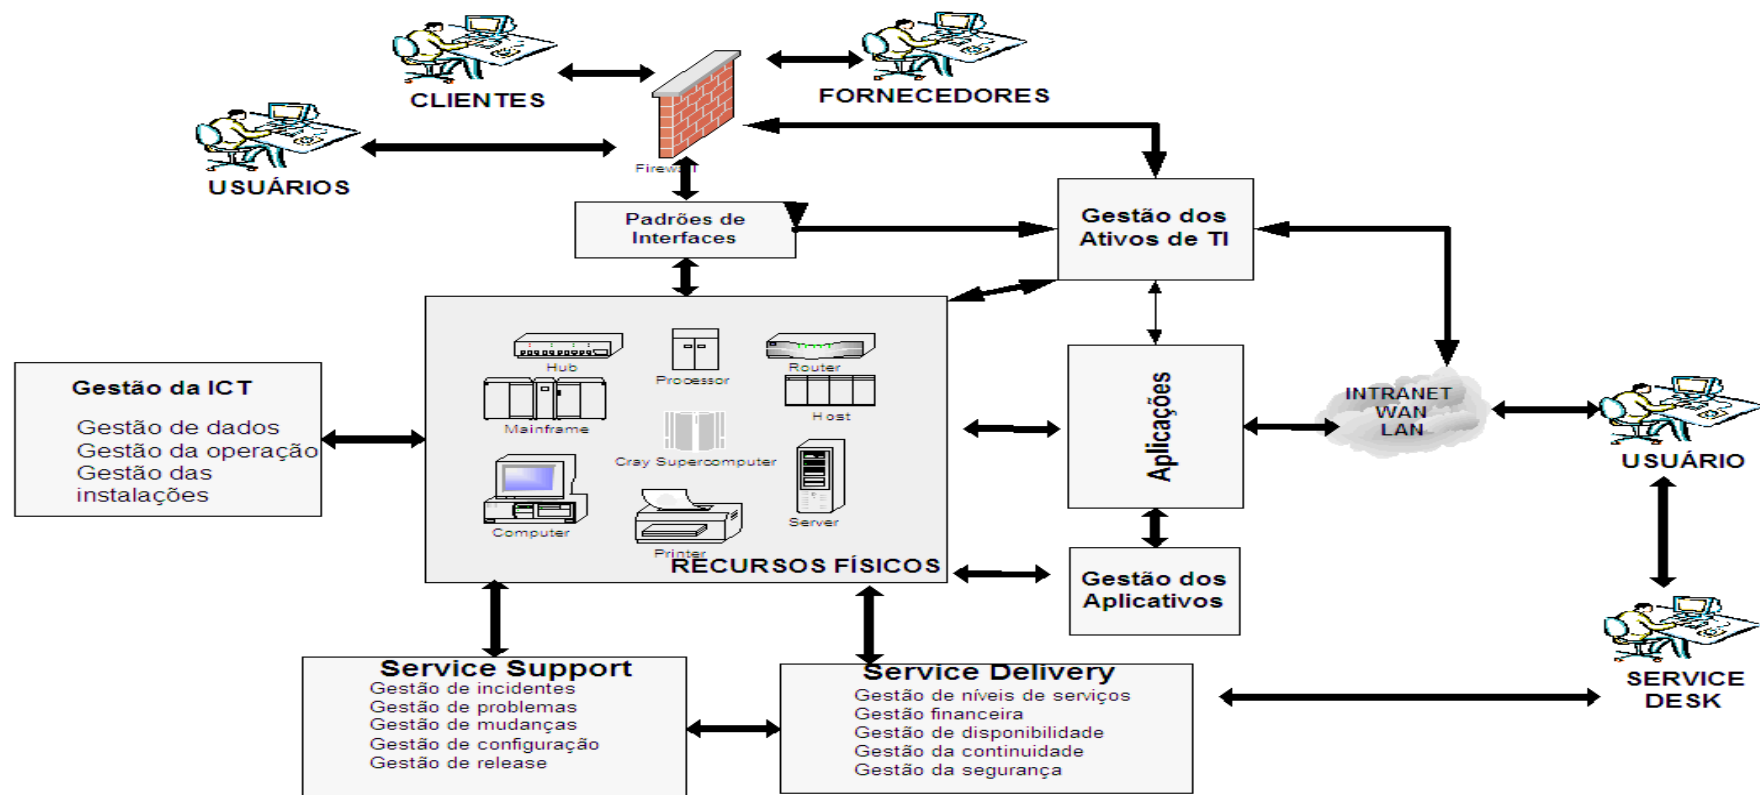 CLIENTES
FORNECEDORES
USUÁRIOS
Padrões de
Interfaces
Gestão dos
Ativos de TI
Hub
Processor
Router
Mainframe
Host
Cray Supercomputer
Computer
Printer
Server
RECURSOS FÍSICOS
Gestão da ICT
Gestão de dados
Gestão da operação
Gestão das
instalações
Aplicações
INTRANET
WAN
LAN
USUÁRIO
Gestão dos
Aplicativos
Service Support
Gestão de incidentes
Gestão de problemas
Gestão de mudanças
Gestão de configuração
Gestão de release
Service Delivery
Gestão de níveis de serviços
Gestão financeira
Gestão de disponibilidade
Gestão da continuidade
Gestão da segurança
SERVICE
DESK